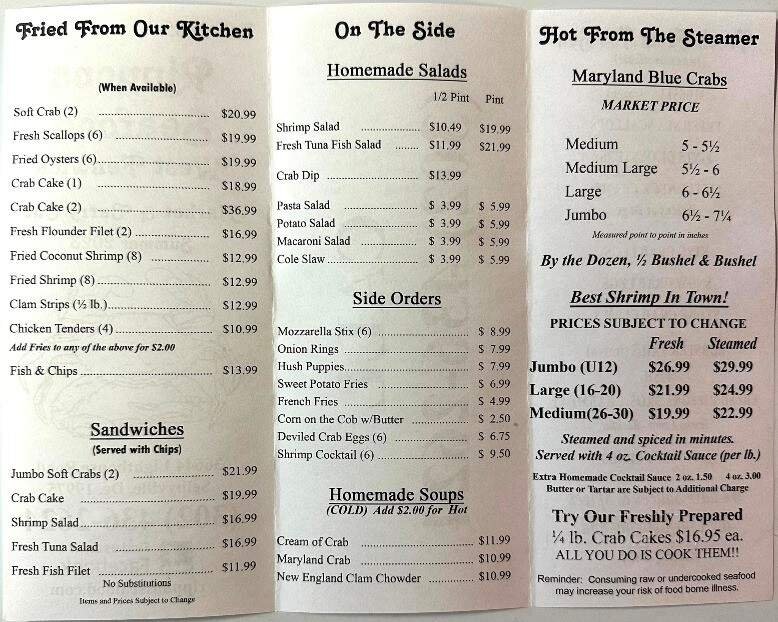 Fried From Our Kitchen
(When Available)
Soft Crab (2) ........ $20.99
Fresh Scallops (6) ........ $19.99
Fried Oysters (6) ........ $19.99
Crab Cake (1) ........ $18.99
Crab Cake (2) ........ $36.99
Fresh Flounder Filet (2) ........ $16.99
Fried Coconut Shrimp (8) ........ $12.99
Fried Shrimp (8) ........ $12.99
Clam Strips (½ lb.) ........ $12.99
Chicken Tenders (4) ........ $10.99
Add Fries to any of the above for $2.00
Fish & Chips ........ $13.99
Sandwiches
(Served with Chips)
Jumbo Soft Crabs (2) ........ $21.99
Crab Cake ........ $19.99
Shrimp Salad ........ $16.99
Fresh Tuna Salad ........ $16.99
Fresh Fish Filet ........ $11.99
No Substitutions
Items and Prices Subject to Change
On The Side
Homemade Salads
1/2 Pint Pint
Shrimp Salad ........ $10.49 $19.99
Fresh Tuna Fish Salad ........ $11.99 $21.99
Crab Dip ........ $13.99
Pasta Salad ........ $ 3.99 $ 5.99
Potato Salad ........ $ 3.99 $ 5.99
Macaroni Salad ........ $ 3.99 $ 5.99
Cole Slaw ........ $ 3.99 $ 5.99
Side Orders
Mozzarella Stix (6) ........ $ 8.99
Onion Rings ........ $ 7.99
Hush Puppies ........ $ 7.99
Sweet Potato Fries ........ $ 6.99
French Fries ........ $ 4.99
Corn on the Cob w/Butter ........ $ 2.50
Deviled Crab Eggs (6) ........ $ 6.75
Shrimp Cocktail (6) ........ $ 9.50
Homemade Soups
(COLD) Add $2.00 for Hot
Cream of Crab ........ $11.99
Maryland Crab ........ $10.99
New England Clam Chowder ........ $10.99
Hot From The Steamer
Maryland Blue Crabs
MARKET PRICE
Medium 5 - 5½
Medium Large 5½ - 6
Large 6 - 6½
Jumbo 6½ - 7¼
Measured point to point in inches
By the Dozen, ½ Bushel & Bushel
Best Shrimp In Town!
PRICES SUBJECT TO CHANGE
Fresh Steamed
Jumbo (U12) $26.99 $29.99
Large (16-20) $21.99 $24.99
Medium(26-30) $19.99 $22.99
Steamed and spiced in minutes.
Served with 4 oz. Cocktail Sauce (per lb.)
Extra Homemade Cocktail Sauce 2 oz. 1.50 4 oz. 3.00
Butter or Tartar are Subject to Additional Charge
Try Our Freshly Prepared
¼ lb. Crab Cakes $16.95 ea.
ALL YOU DO IS COOK THEM!!
Reminder: Consuming raw or undercooked seafood
may increase your risk of food borne illness.